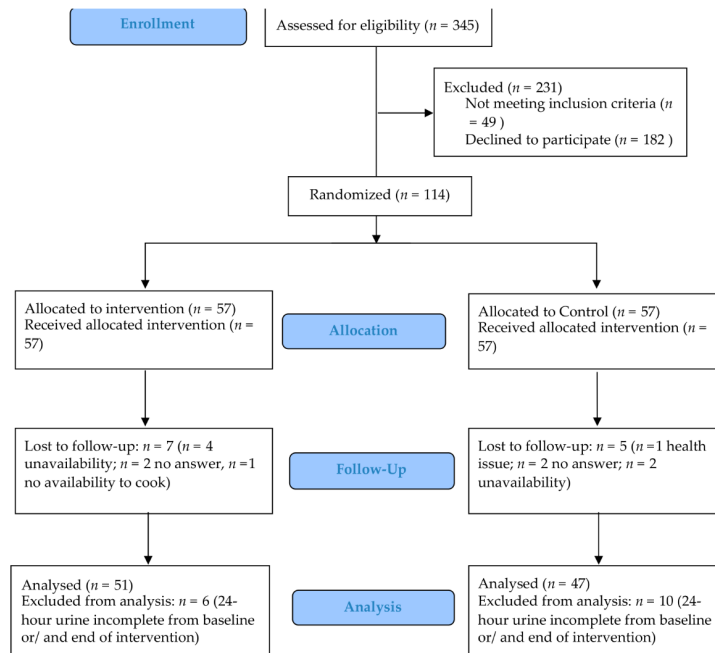 Enrollment
Assessed for eligibility (n = 345)
Excluded (n = 231)
Not meeting inclusion criteria (n
= 49 )
Declined to participate (n = 182 )
Randomized (n = 114)
Allocated to intervention (n = 57)
Received allocated intervention (n =
57)
Allocation
Allocated to Control (n = 57)
Received allocated intervention (n =
57)
Lost to follow-up: n = 7 (n = 4
unavailability; n = 2 no answer, n =1
no availability to cook)
Follow-Up
Lost to follow-up: n = 5 (n =1 health
issue; n = 2 no answer; n = 2
unavailability)
Analysed (n = 51)
Excluded from analysis: n = 6 (24-
hour urine incomplete from baseline
or/ and end of intervention)
Analysis
Analysed (n = 47)
Excluded from analysis: n = 10 (24-
hour urine incomplete from baseline
or/ and end of intervention)